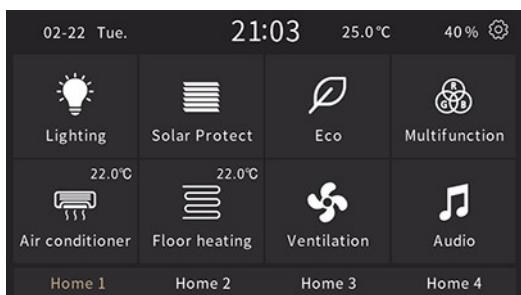 02-22 Tue. 21:03 25.0°C 40%
R
G B
Lighting Solar Protect Eco Multifunction
22.0°C 22.0°C
Air conditioner Floor heating Ventilation Audio
Home 1 Home 2 Home 3 Home 4